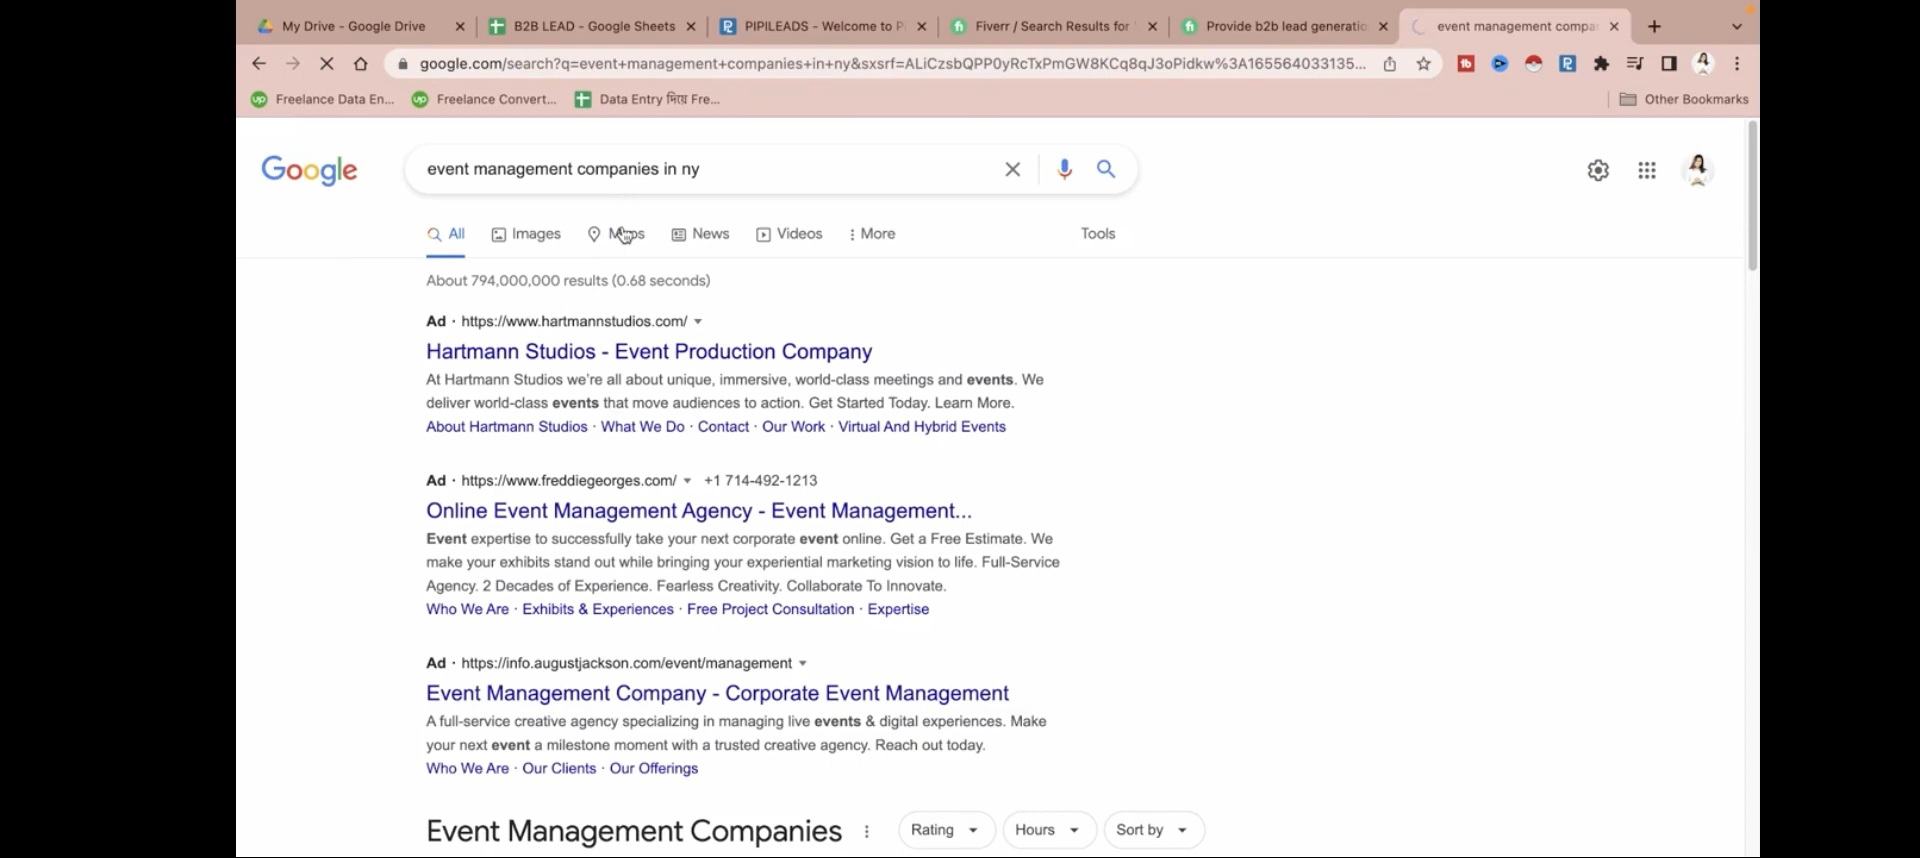 My Drive - Google Drive
B2B LEAD - Google Sheets
PIPILEADS - Welcome to P
Fiverr / Search Results for
Provide b2b lead generatio
event management compa
google.com/search?q=event+management+companies+in+ny&sxsrf=ALiCzsbQPP0yRcTxPmGW8KCq8qJ3oPidkw%3A165564033135...
Freelance Data En...
Freelance Convert...
Data Entry দিয়ে Fre...
Other Bookmarks
Google
event management companies in ny
All
Images
Maps
News
Videos
More
Tools
About 794,000,000 results (0.68 seconds)
Ad · https://www.hartmannstudios.com/
Hartmann Studios - Event Production Company
At Hartmann Studios we're all about unique, immersive, world-class meetings and events. We
deliver world-class events that move audiences to action. Get Started Today. Learn More.
About Hartmann Studios · What We Do · Contact · Our Work · Virtual And Hybrid Events
Ad · https://www.freddiegeorges.com/ +1 714-492-1213
Online Event Management Agency - Event Management...
Event expertise to successfully take your next corporate event online. Get a Free Estimate. We
make your exhibits stand out while bringing your experiential marketing vision to life. Full-Service
Agency. 2 Decades of Experience. Fearless Creativity. Collaborate To Innovate.
Who We Are · Exhibits & Experiences · Free Project Consultation · Expertise
Ad · https://info.augustjackson.com/event/management
Event Management Company - Corporate Event Management
A full-service creative agency specializing in managing live events & digital experiences. Make
your next event a milestone moment with a trusted creative agency. Reach out today.
Who We Are · Our Clients · Our Offerings
Event Management Companies
Rating
Hours
Sort by